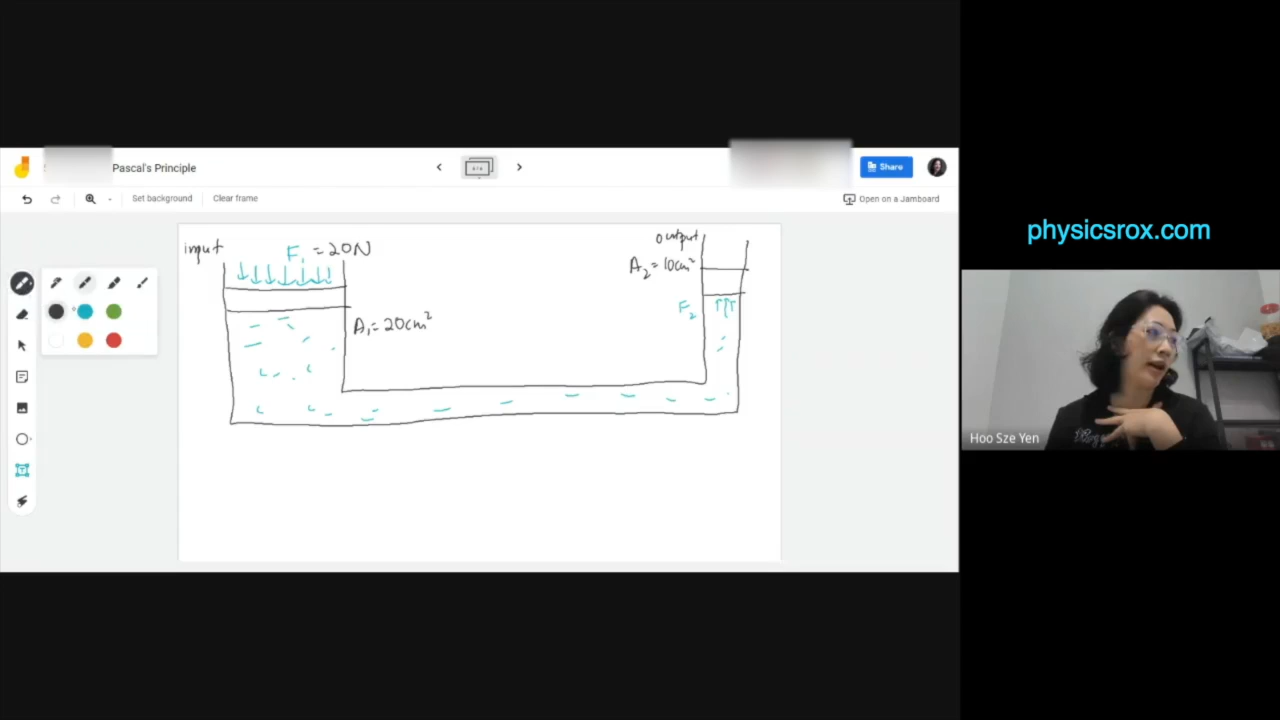 Pascal's Principle
Share
Set background
Clear frame
Open on a Jamboard
input
F₁ = 20N
A₁ = 20cm²
output
A₂ = 10cm²
F₂
physicsrox.com
Hoo Sze Yen